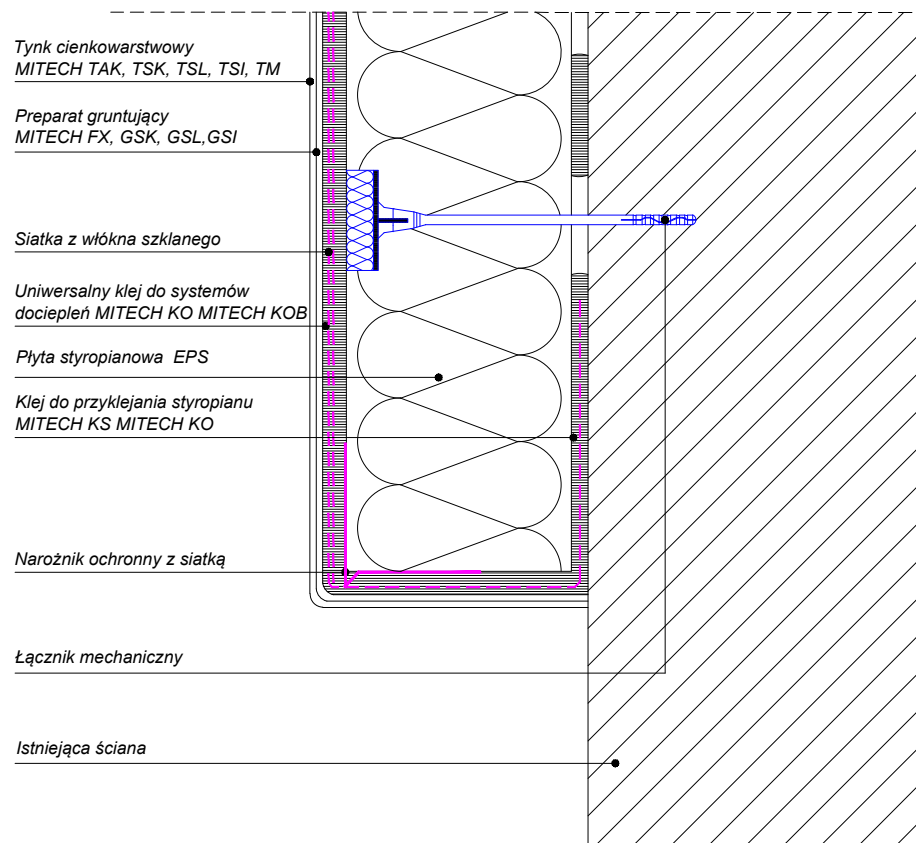 Tynk cienkowarstwowy
MITECH TAK, TSK, TSL, TSI, TM
Preparat gruntujący
MITECH FX, GSK, GSL,GSI
Siatka z włókna szklanego
Uniwersalny klej do systemów
dociepleń MITECH KO MITECH KOB
Płyta styropianowa EPS
Klej do przyklejania styropianu
MITECH KS MITECH KO
Narożnik ochronny z siatką
Łącznik mechaniczny
Istniejąca ściana